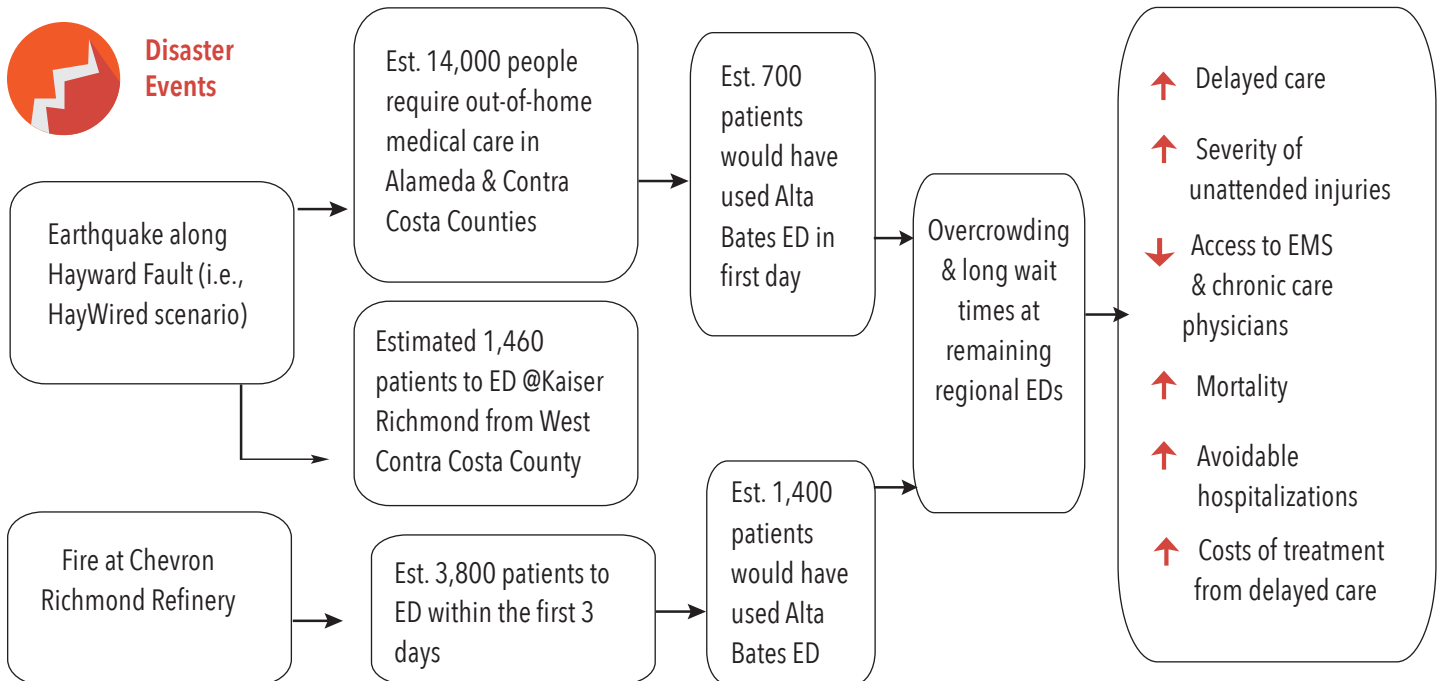 Disaster
Events
Earthquake along
Hayward Fault (i.e.,
HayWired scenario)
Est. 14,000 people
require out-of-home
medical care in
Alameda & Contra
Costa Counties
Est. 700
patients
would have
used Alta
Bates ED in
first day
Estimated 1,460
patients to ED @Kaiser
Richmond from West
Contra Costa County
Fire at Chevron
Richmond Refinery
Est. 3,800 patients to
ED within the first 3
days
Est. 1,400
patients
would have
used Alta
Bates ED
Overcrowding
& long wait
times at
remaining
regional EDs
Delayed care
Severity of
unattended injuries
Access to EMS
& chronic care
physicians
Mortality
Avoidable
hospitalizations
Costs of treatment
from delayed care